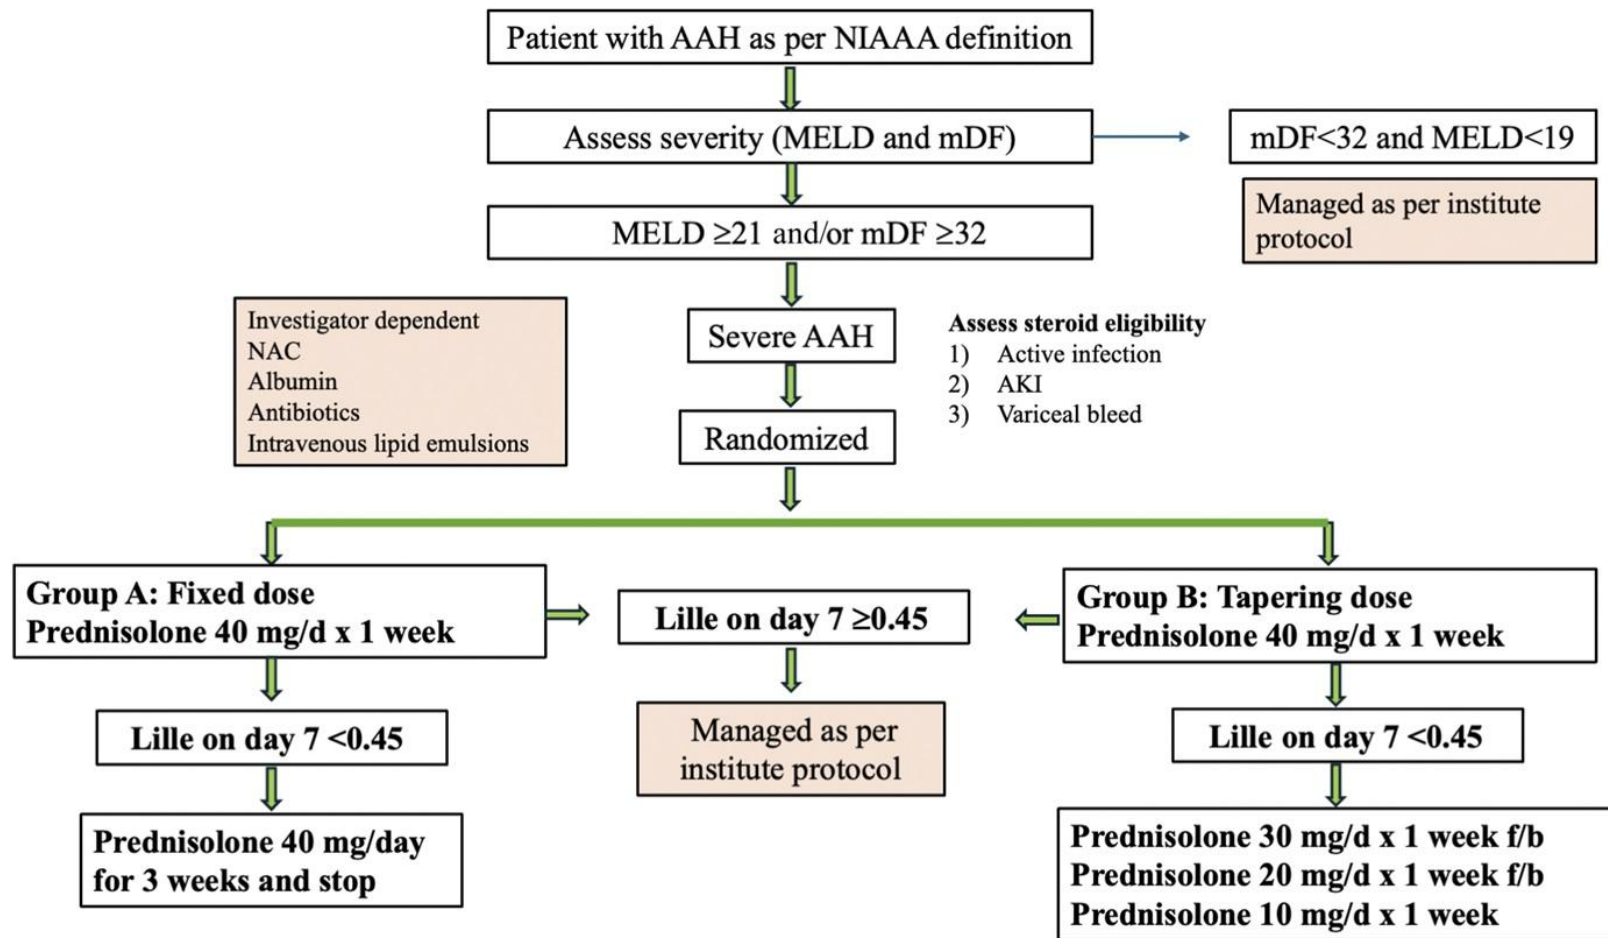 Patient with AAH as per NIAAA definition
Assess severity (MELD and mDF)
mDF<32 and MELD<19
Managed as per institute
protocol
MELD ≥21 and/or mDF ≥32
Investigator dependent
NAC
Albumin
Antibiotics
Intravenous lipid emulsions
Severe AAH
Assess steroid eligibility
1) Active infection
2) AKI
3) Variceal bleed
Randomized
Group A: Fixed dose
Prednisolone 40 mg/d x 1 week
Lille on day 7 ≥0.45
Group B: Tapering dose
Prednisolone 40 mg/d x 1 week
Lille on day 7 <0.45
Managed as per
institute protocol
Lille on day 7 <0.45
Prednisolone 40 mg/day
for 3 weeks and stop
Prednisolone 30 mg/d x 1 week f/b
Prednisolone 20 mg/d x 1 week f/b
Prednisolone 10 mg/d x 1 week